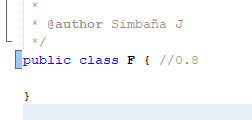 *
* @author Simbaña J
*/
public class F { //0.8
}